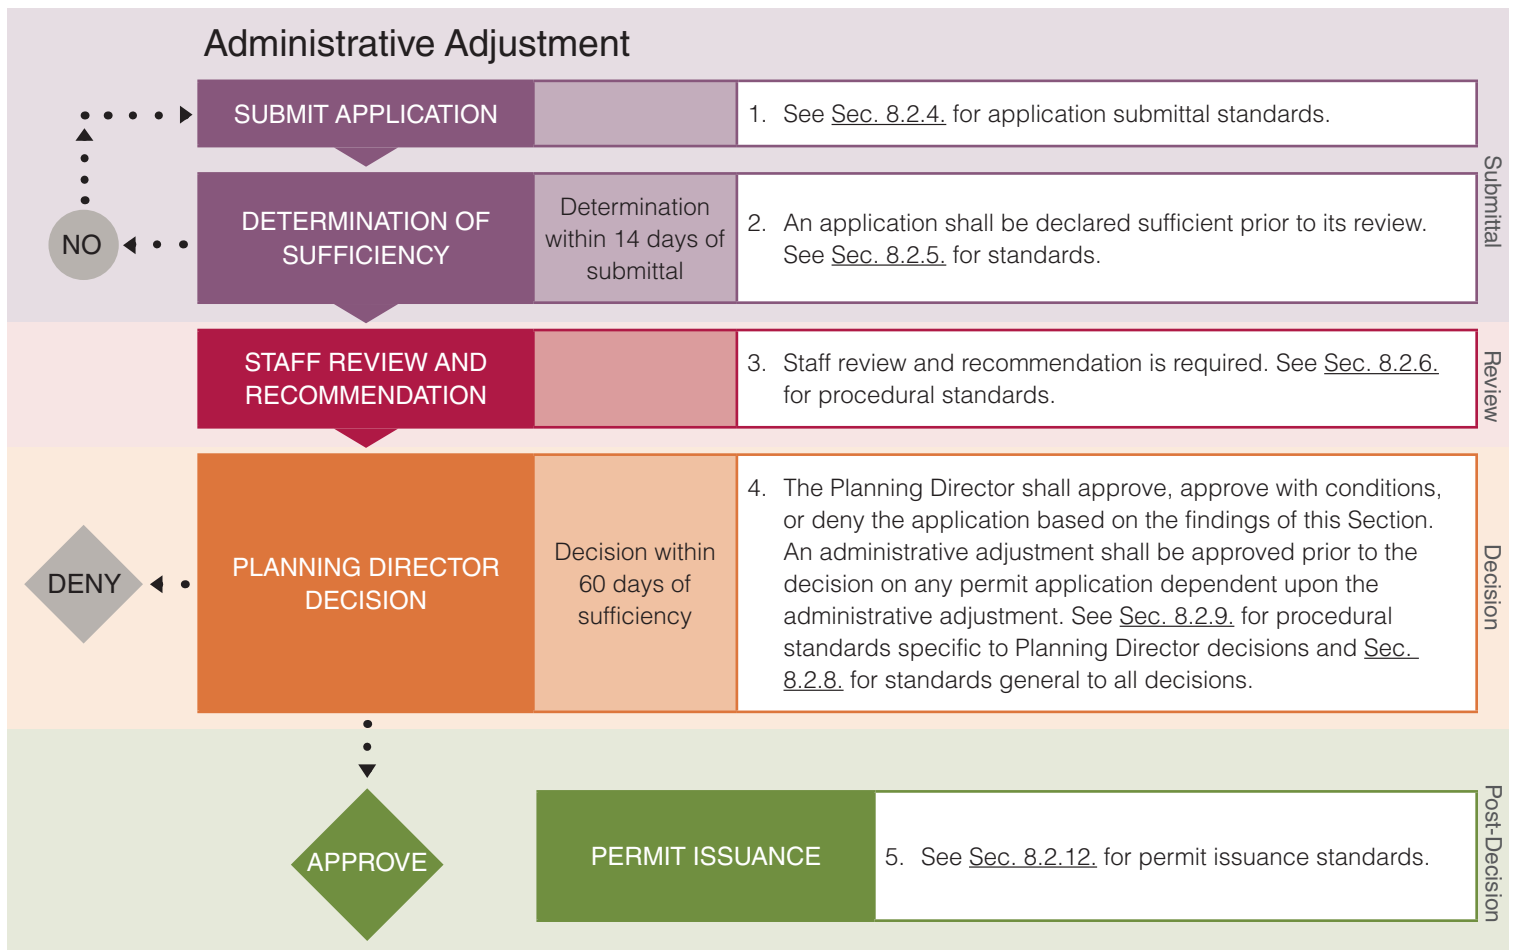 Administrative Adjustment
SUBMIT APPLICATION
1. See Sec. 8.2.4. for application submittal standards.
Submittal
NO
DETERMINATION OF
SUFFICIENCY
Determination
within 14 days of
submittal
2. An application shall be declared sufficient prior to its review.
See Sec. 8.2.5. for standards.
STAFF REVIEW AND
RECOMMENDATION
3. Staff review and recommendation is required. See Sec. 8.2.6.
for procedural standards.
Review
DENY
PLANNING DIRECTOR
DECISION
Decision within
60 days of
sufficiency
4. The Planning Director shall approve, approve with conditions,
or deny the application based on the findings of this Section.
An administrative adjustment shall be approved prior to the
decision on any permit application dependent upon the
administrative adjustment. See Sec. 8.2.9. for procedural
standards specific to Planning Director decisions and Sec.
8.2.8. for standards general to all decisions.
Decision
APPROVE
PERMIT ISSUANCE
5. See Sec. 8.2.12. for permit issuance standards.
Post-Decision